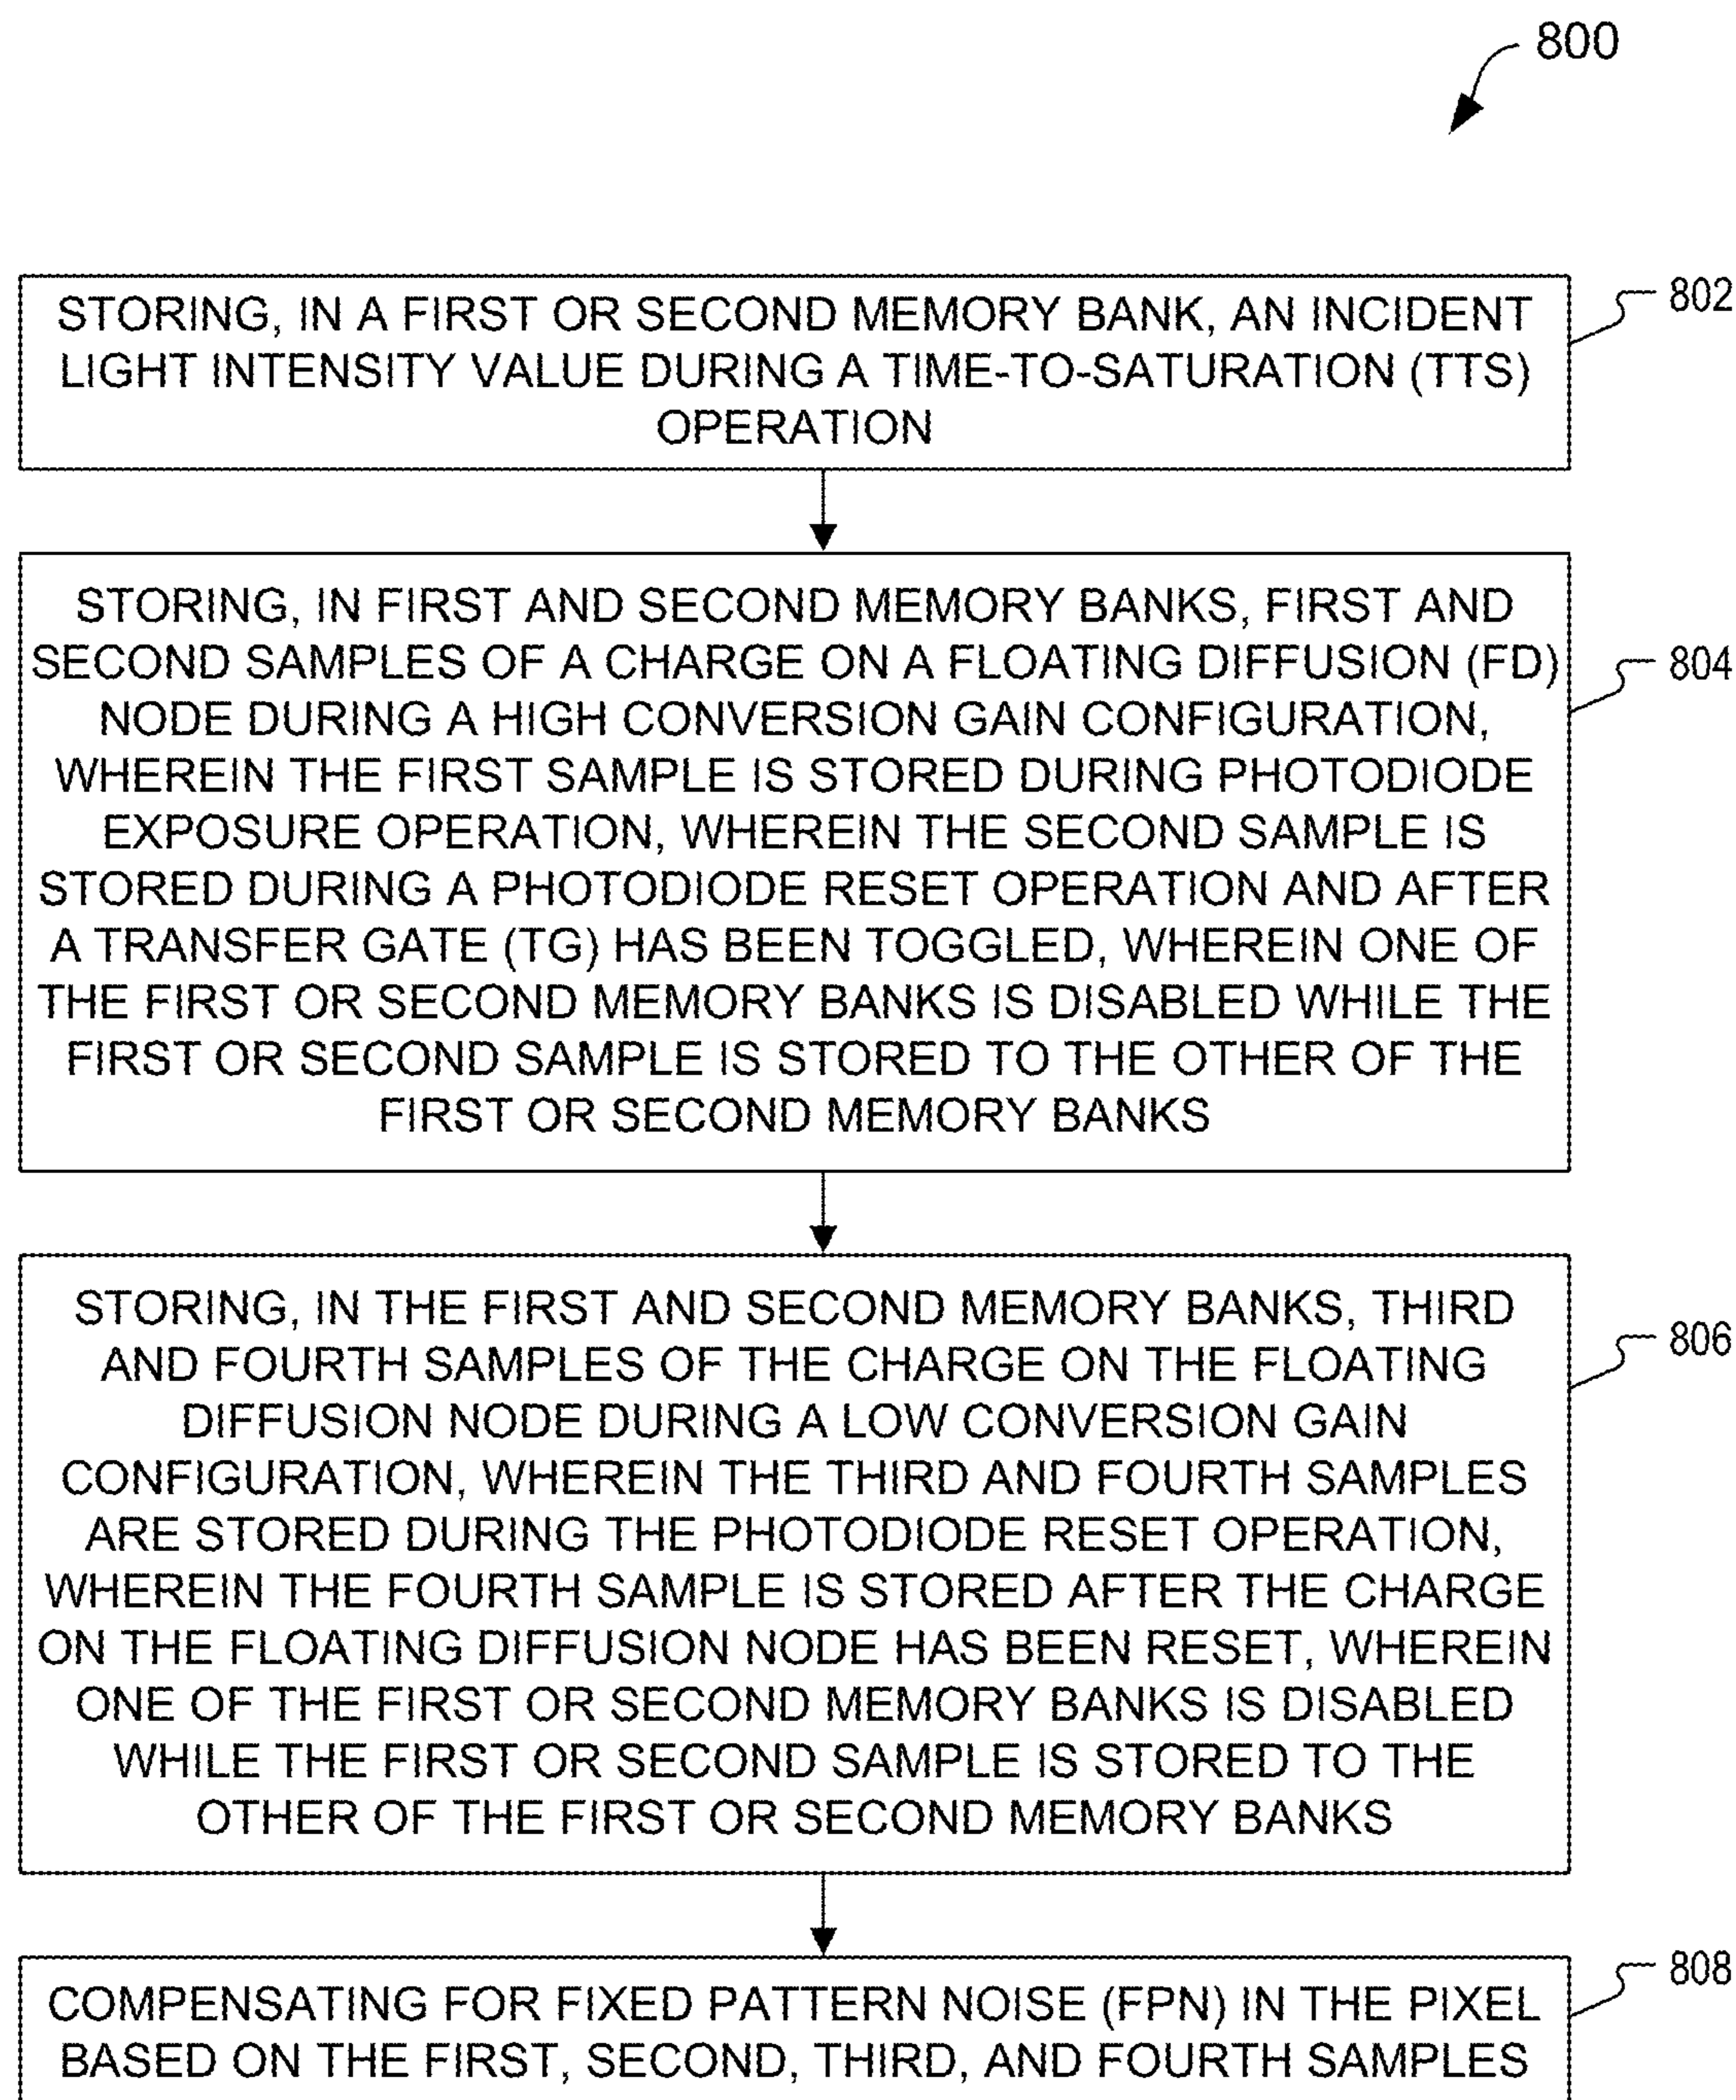 800
STORING, IN A FIRST OR SECOND MEMORY BANK, AN INCIDENT
LIGHT INTENSITY VALUE DURING A TIME-TO-SATURATION (TTS)
OPERATION
802
STORING, IN FIRST AND SECOND MEMORY BANKS, FIRST AND
SECOND SAMPLES OF A CHARGE ON A FLOATING DIFFUSION (FD)
NODE DURING A HIGH CONVERSION GAIN CONFIGURATION,
WHEREIN THE FIRST SAMPLE IS STORED DURING PHOTODIODE
EXPOSURE OPERATION, WHEREIN THE SECOND SAMPLE IS
STORED DURING A PHOTODIODE RESET OPERATION AND AFTER
A TRANSFER GATE (TG) HAS BEEN TOGGLED, WHEREIN ONE OF
THE FIRST OR SECOND MEMORY BANKS IS DISABLED WHILE THE
FIRST OR SECOND SAMPLE IS STORED TO THE OTHER OF THE
FIRST OR SECOND MEMORY BANKS
804
STORING, IN THE FIRST AND SECOND MEMORY BANKS, THIRD
AND FOURTH SAMPLES OF THE CHARGE ON THE FLOATING
DIFFUSION NODE DURING A LOW CONVERSION GAIN
CONFIGURATION, WHEREIN THE THIRD AND FOURTH SAMPLES
ARE STORED DURING THE PHOTODIODE RESET OPERATION,
WHEREIN THE FOURTH SAMPLE IS STORED AFTER THE CHARGE
ON THE FLOATING DIFFUSION NODE HAS BEEN RESET, WHEREIN
ONE OF THE FIRST OR SECOND MEMORY BANKS IS DISABLED
WHILE THE FIRST OR SECOND SAMPLE IS STORED TO THE
OTHER OF THE FIRST OR SECOND MEMORY BANKS
806
COMPENSATING FOR FIXED PATTERN NOISE (FPN) IN THE PIXEL
BASED ON THE FIRST, SECOND, THIRD, AND FOURTH SAMPLES
808